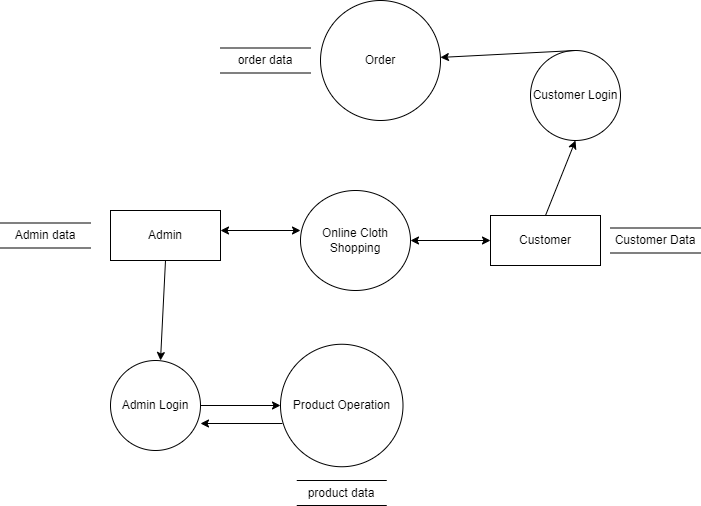 order data
Order
Customer Login
Admin data
Admin
Online Cloth
Shopping
Customer
Customer Data
Admin Login
Product Operation
product data